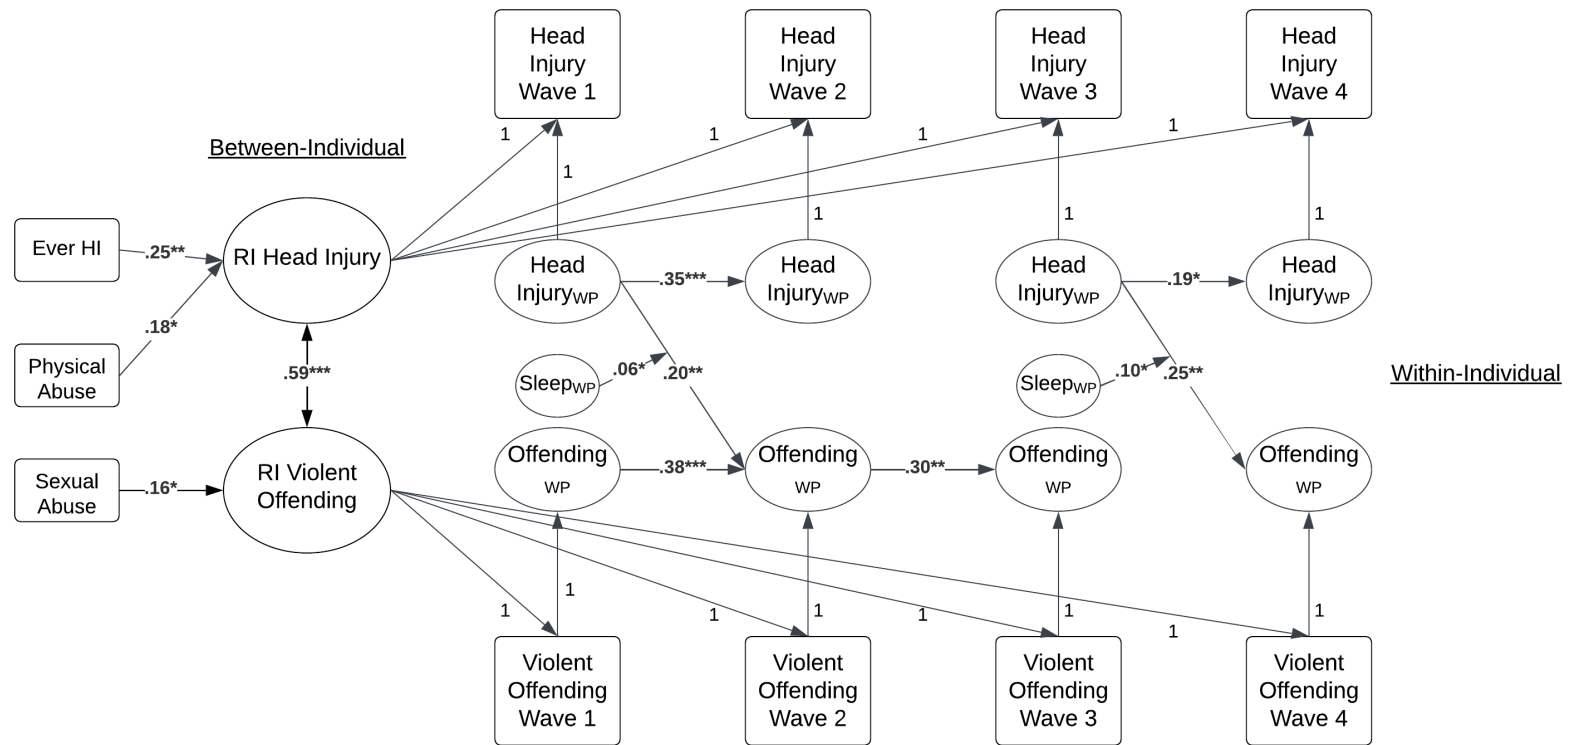 Head
Injury
Wave 1
Head
Injury
Wave 2
Head
Injury
Wave 3
Head
Injury
Wave 4
1
1
1
1
Between-Individual
1
1
1
1
Ever HI
.25**
RI Head Injury
Head
InjuryWP
.35***
Head
InjuryWP
Head
InjuryWP
.19*
Head
InjuryWP
.18*
Physical
Abuse
.59***
SleepWP
.06*
.20**
SleepWP
.10*
.25**
Within-Individual
Sexual
Abuse
.16*
RI Violent
Offending
Offending
WP
.38***
Offending
WP
.30**
Offending
WP
Offending
WP
1
1
1
1
1
1
1
1
Violent
Offending
Wave 1
Violent
Offending
Wave 2
Violent
Offending
Wave 3
Violent
Offending
Wave 4